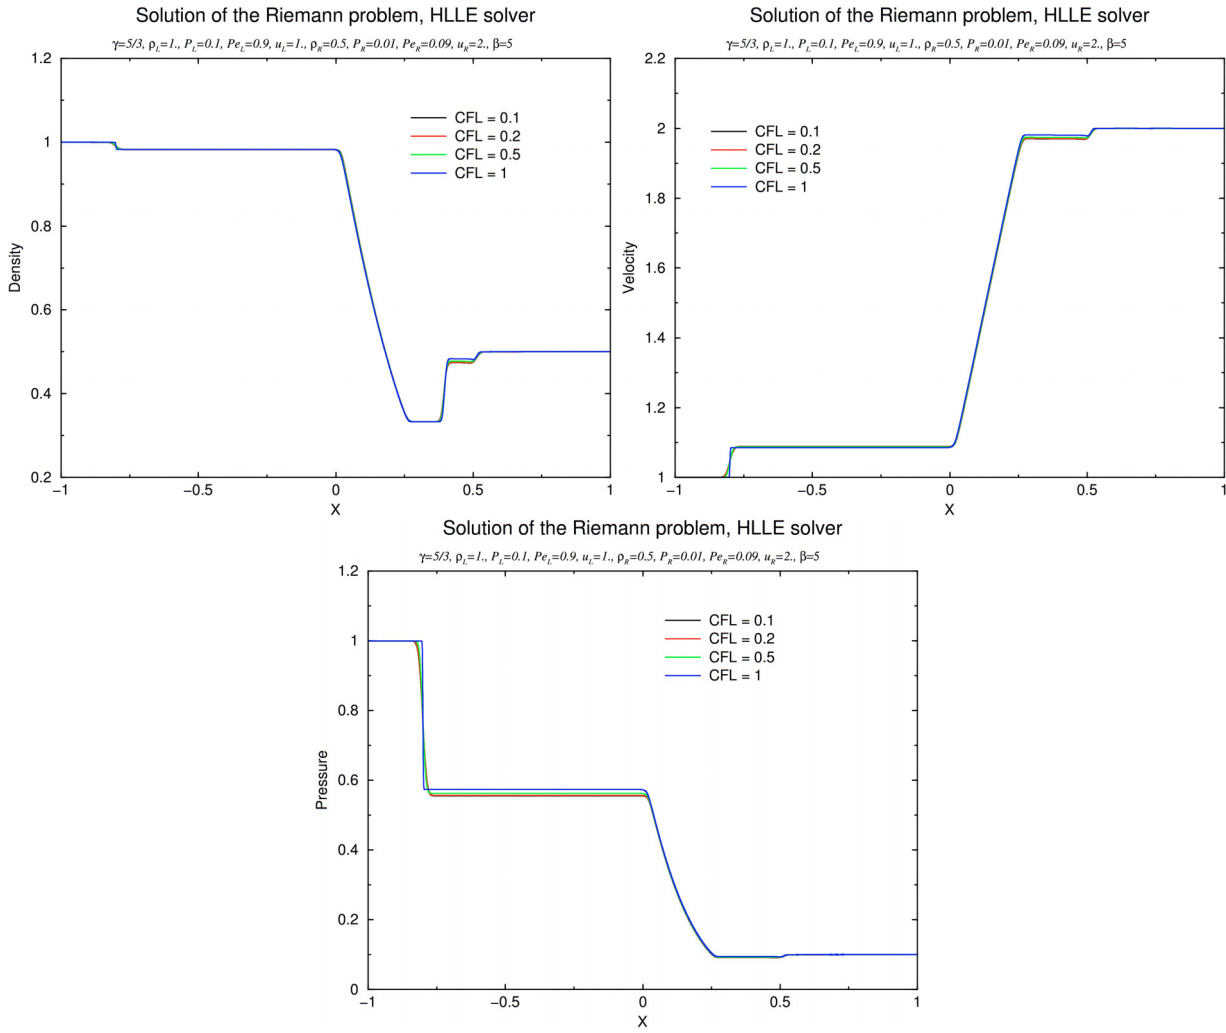 Solution of the Riemann problem, HLLE solver
γ=5/3, ρL=1., PL=0.1, PeL=0.9, uL=1., ρR=0.5, PR=0.01, PeR=0.09, uR=2., β=5
1.2
1
0.8
0.6
0.4
0.2
Density
CFL = 0.1
CFL = 0.2
CFL = 0.5
CFL = 1
−1
−0.5
0
0.5
1
X
Solution of the Riemann problem, HLLE solver
γ=5/3, ρL=1., PL=0.1, PeL=0.9, uL=1., ρR=0.5, PR=0.01, PeR=0.09, uR=2., β=5
2.2
2
1.8
1.6
1.4
1.2
1
Velocity
CFL = 0.1
CFL = 0.2
CFL = 0.5
CFL = 1
−1
−0.5
0
0.5
1
X
Solution of the Riemann problem, HLLE solver
γ=5/3, ρL=1., PL=0.1, PeL=0.9, uL=1., ρR=0.5, PR=0.01, PeR=0.09, uR=2., β=5
1.2
1
0.8
0.6
0.4
0.2
0
Pressure
CFL = 0.1
CFL = 0.2
CFL = 0.5
CFL = 1
−1
−0.5
0
0.5
1
X